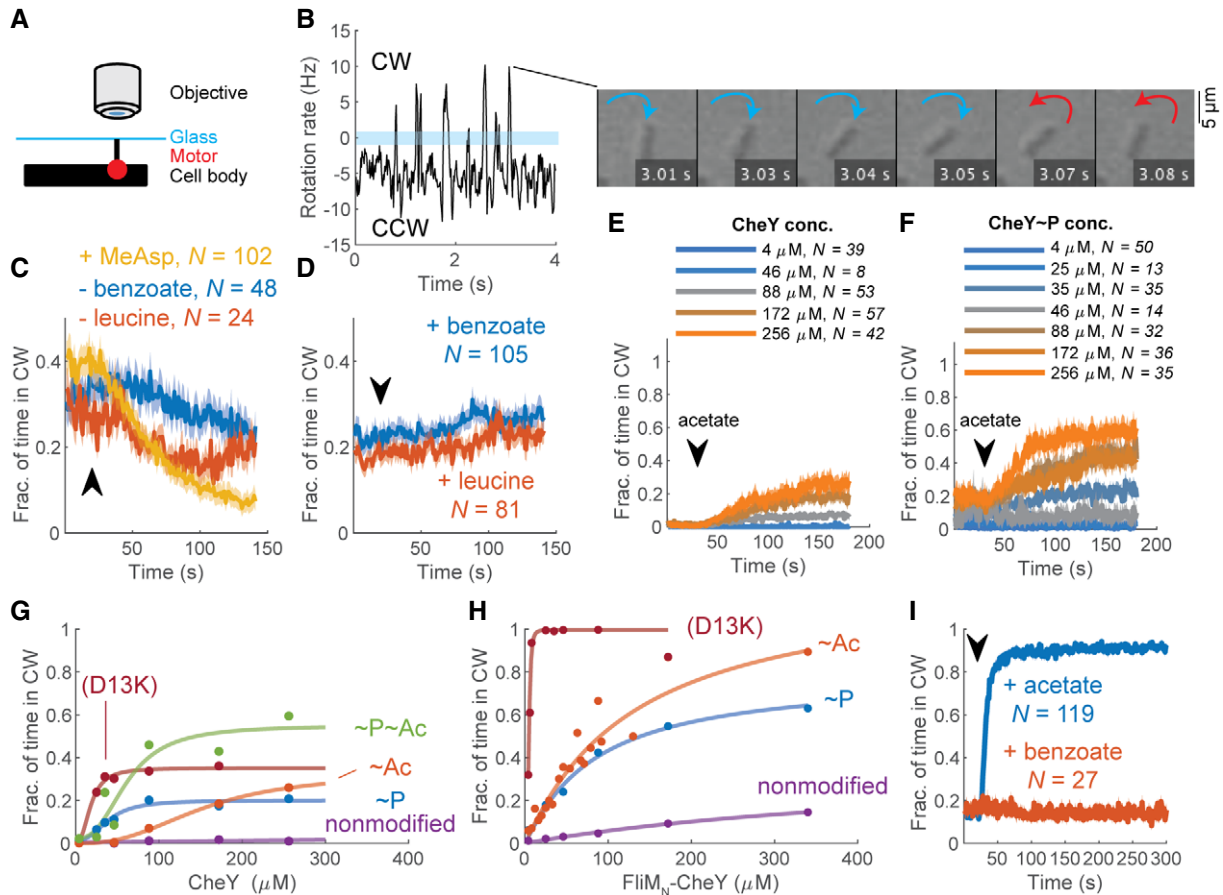 A
Objective
Glass
Motor
Cell body
B
Rotation rate (Hz)
15
10
5
0
-5
-10
-15
CW
CCW
0
2
4
Time (s)
3.01 s
3.03 s
3.04 s
3.05 s
3.07 s
3.08 s
5 µm
C
+ MeAsp, N = 102
- benzoate, N = 48
- leucine, N = 24
Frac. of time in CW
0.4
0.2
0
50
100
150
Time (s)
D
+ benzoate
N = 105
+ leucine
N = 81
Frac. of time in CW
0.4
0.2
0
50
100
150
Time (s)
E
CheY conc.
4 µM, N = 39
46 µM, N = 8
88 µM, N = 53
172 µM, N = 57
256 µM, N = 42
acetate
Frac. of time in CW
1
0.8
0.6
0.4
0.2
0
50
100
150
200
Time (s)
F
CheY~P conc.
4 µM, N = 50
25 µM, N = 13
35 µM, N = 35
46 µM, N = 14
88 µM, N = 32
172 µM, N = 36
256 µM, N = 35
acetate
Frac. of time in CW
1
0.8
0.6
0.4
0.2
0
50
100
150
200
Time (s)
G
Frac. of time in CW
1
0.8
0.6
0.4
0.2
0
(D13K)
~P~Ac
~Ac
~P
nonmodified
0
100
200
300
400
CheY (µM)
H
Frac. of time in CW
1
0.8
0.6
0.4
0.2
0
(D13K)
~Ac
~P
nonmodified
0
100
200
300
400
FliMN-CheY (µM)
I
Frac. of time in CW
1
0.8
0.6
0.4
0.2
0
+ acetate
N = 119
+ benzoate
N = 27
50
100
150
200
250
300
Time (s)